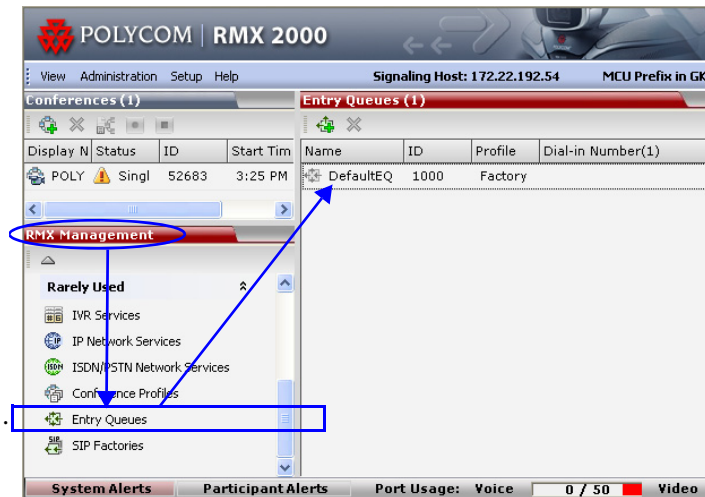 POLYCOM | RMX 2000
View Administration Setup Help Signaling Host: 172.22.192.54 MCU Prefix in GK
Conferences (1)
Display N Status ID Start Tim
POLY Singl 52683 3:25 PM
Entry Queues (1)
Name ID Profile Dial-in Number(1)
DefaultEQ 1000 Factory
RMX Management
Rarely Used
IVR Services
IP Network Services
ISDN/PSTN Network Services
Conference Profiles
Entry Queues
SIP Factories
System Alerts Participant Alerts Port Usage: Voice 0 / 50 Video